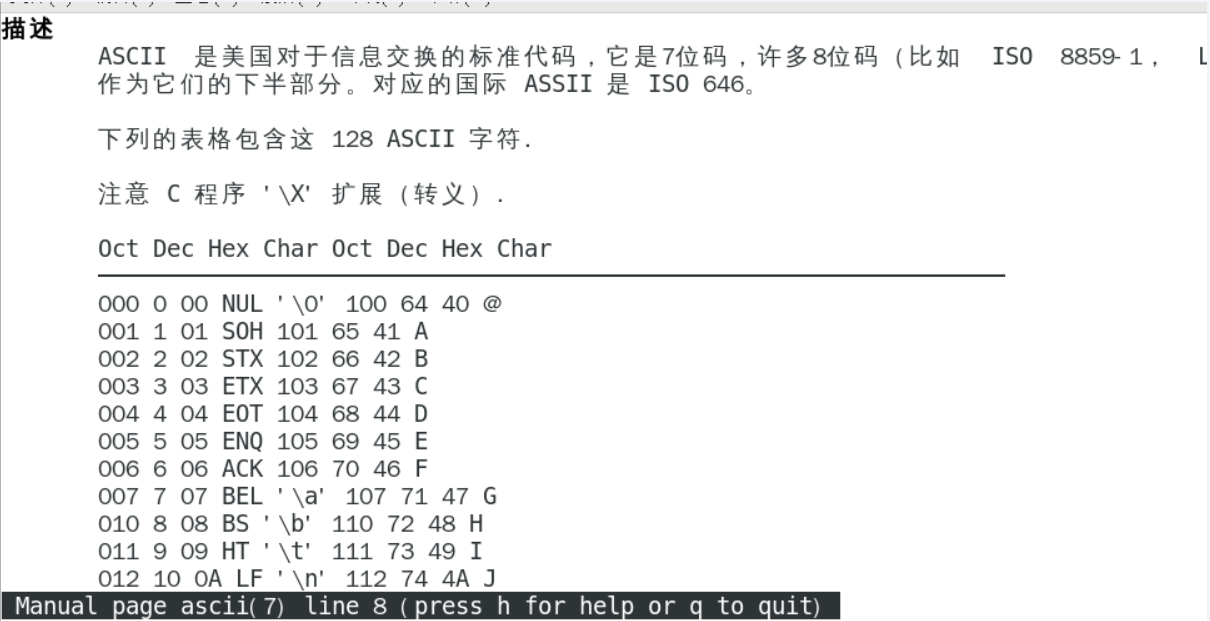 描述
ASCII 是美国对于信息交换的标准代码，它是7位码，许多8位码（比如 ISO 8859-1， L
作为它们的下半部分。对应的国际 ASSII 是 ISO 646。
下列的表格包含这 128 ASCII 字符.
注意 C 程序 '\X' 扩展（转义）.
Oct Dec Hex Char Oct Dec Hex Char
000 0 00 NUL '\0' 100 64 40 @
001 1 01 SOH 101 65 41 A
002 2 02 STX 102 66 42 B
003 3 03 ETX 103 67 43 C
004 4 04 EOT 104 68 44 D
005 5 05 ENQ 105 69 45 E
006 6 06 ACK 106 70 46 F
007 7 07 BEL '\a' 107 71 47 G
010 8 08 BS '\b' 110 72 48 H
011 9 09 HT '\t' 111 73 49 I
012 10 0A LF '\n' 112 74 4A J
Manual page ascii(7) line 8 (press h for help or q to quit)